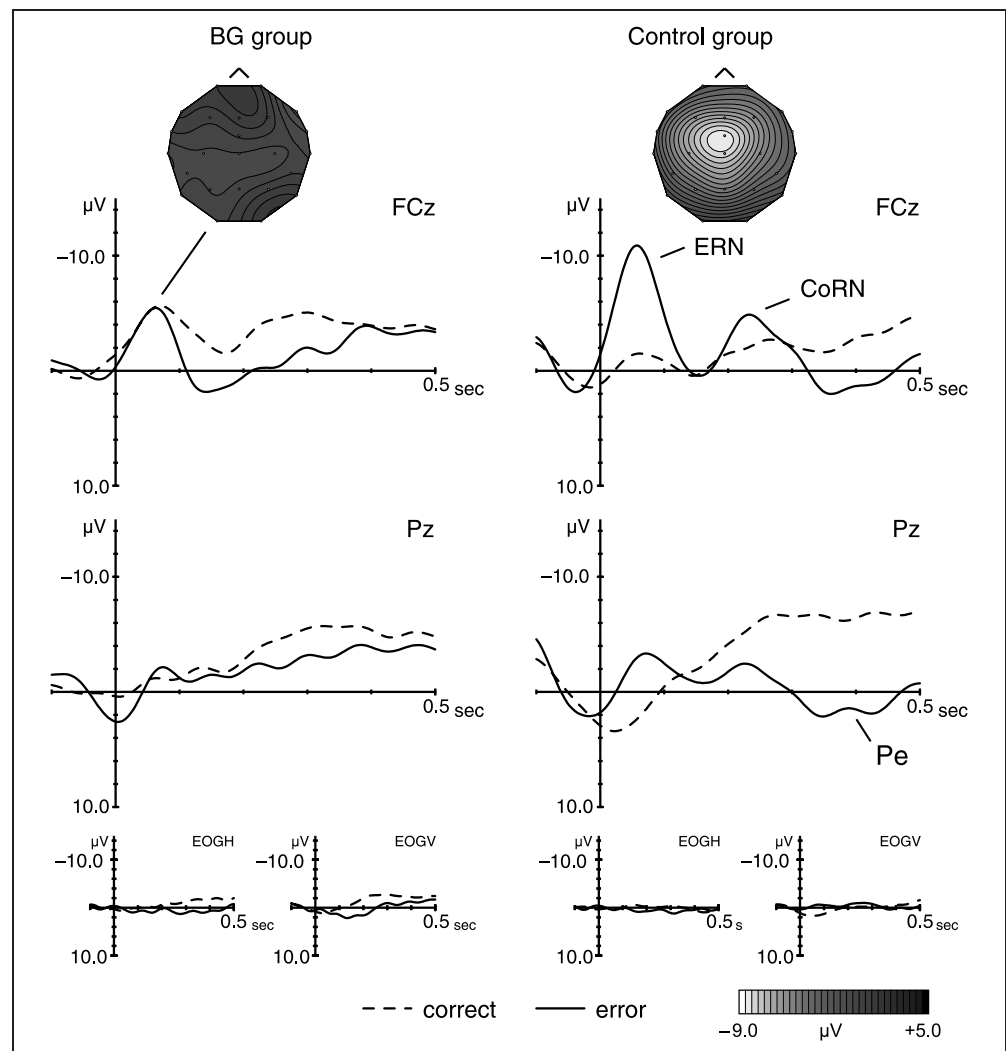 BG group
Control group
µV
FCz
−10.0
10.0
0.5 sec
µV
FCz
−10.0
10.0
ERN
CoRN
0.5 sec
µV
Pz
−10.0
10.0
0.5 sec
µV
Pz
−10.0
10.0
0.5 sec
Pe
µV
EOGH
−10.0
10.0
0.5 sec
µV
EOGV
−10.0
10.0
0.5 sec
µV
EOGH
−10.0
10.0
0.5 s
µV
EOGV
−10.0
10.0
0.5 sec
correct
error
−9.0 µV +5.0